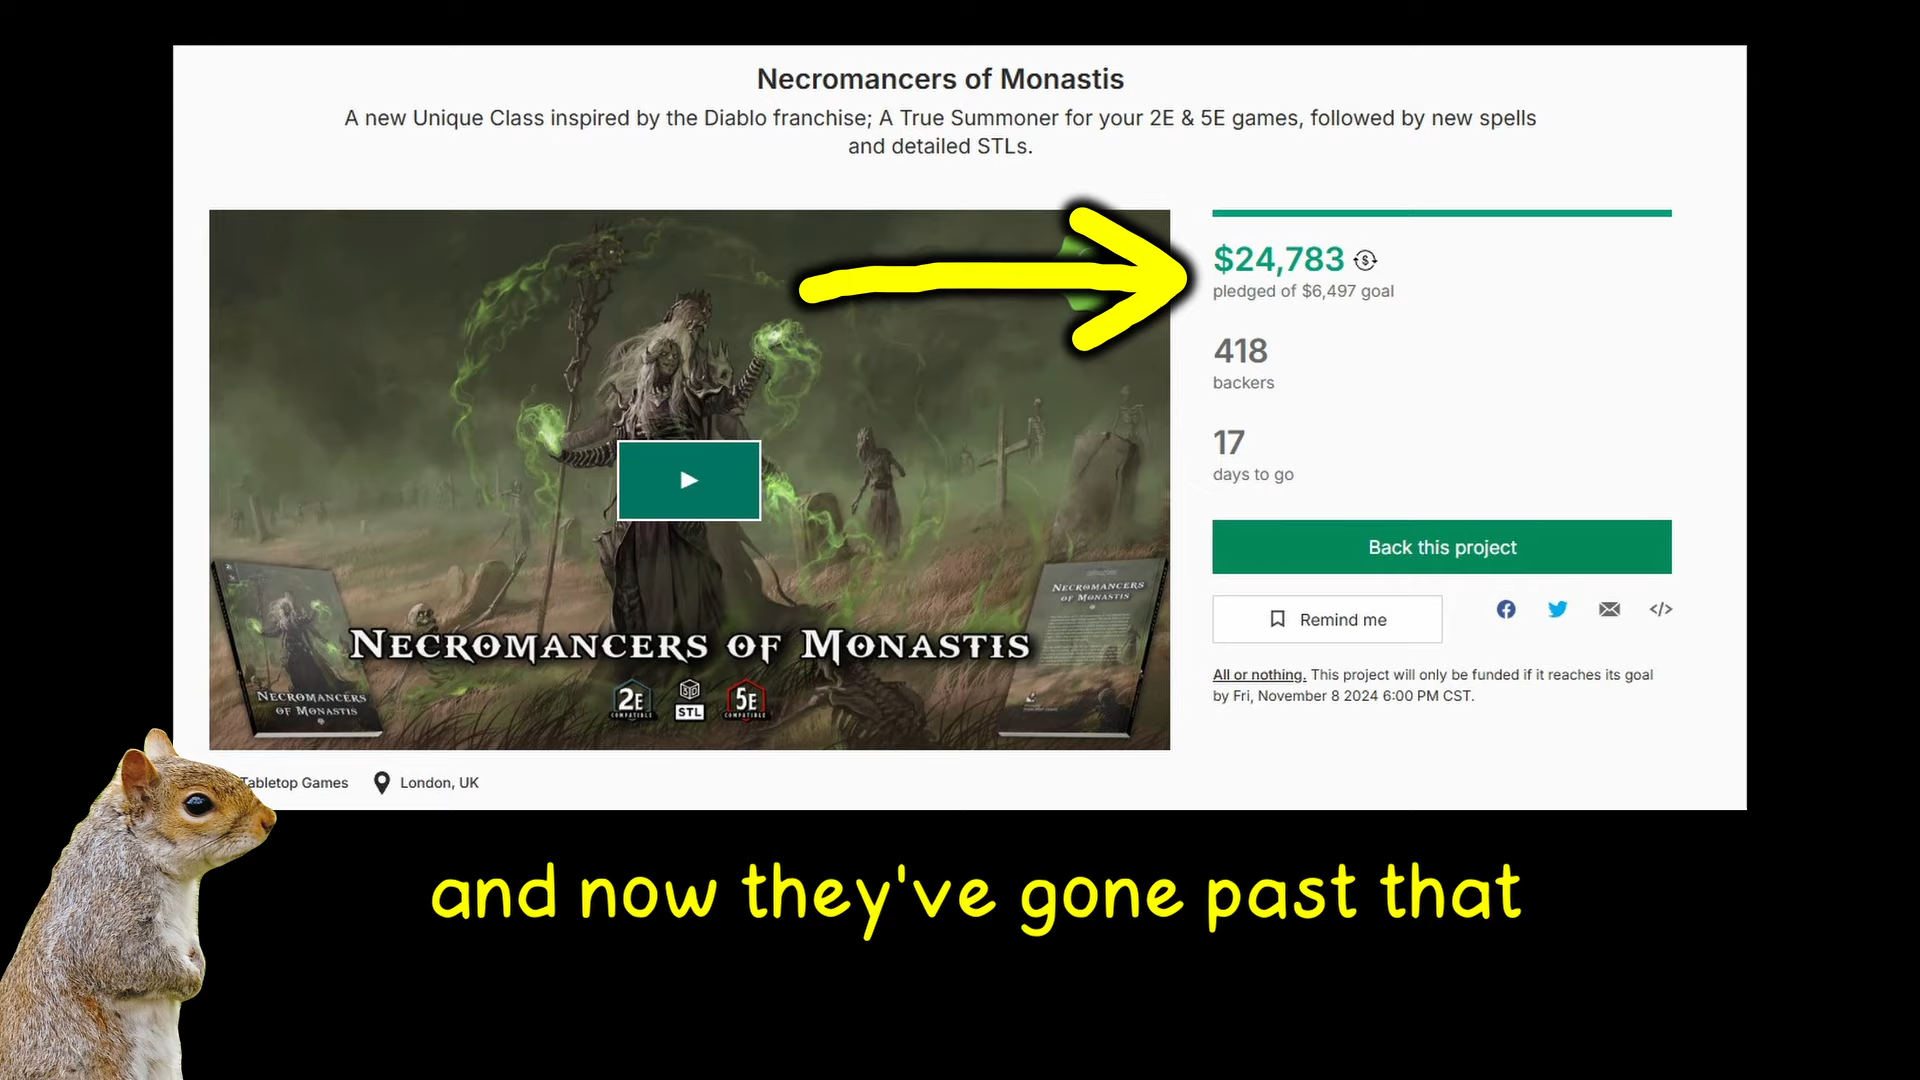 Necromancers of Monastis
A new Unique Class inspired by the Diablo franchise; A True Summoner for your 2E & 5E games, followed by new spells
and detailed STLs.
$24,783
pledged of $6,497 goal
418
backers
17
days to go
Back this project
Remind me
All or nothing. This project will only be funded if it reaches its goal
by Fri, November 8 2024 6:00 PM CST.
NECROMANCERS
OF MONASTIS
NECROMANCERS OF MONASTIS
NECROMANCERS
OF MONASTIS
2E
COMPATIBLE
STL
5E
COMPATIBLE
Tabletop Games
London, UK
and now they've gone past that